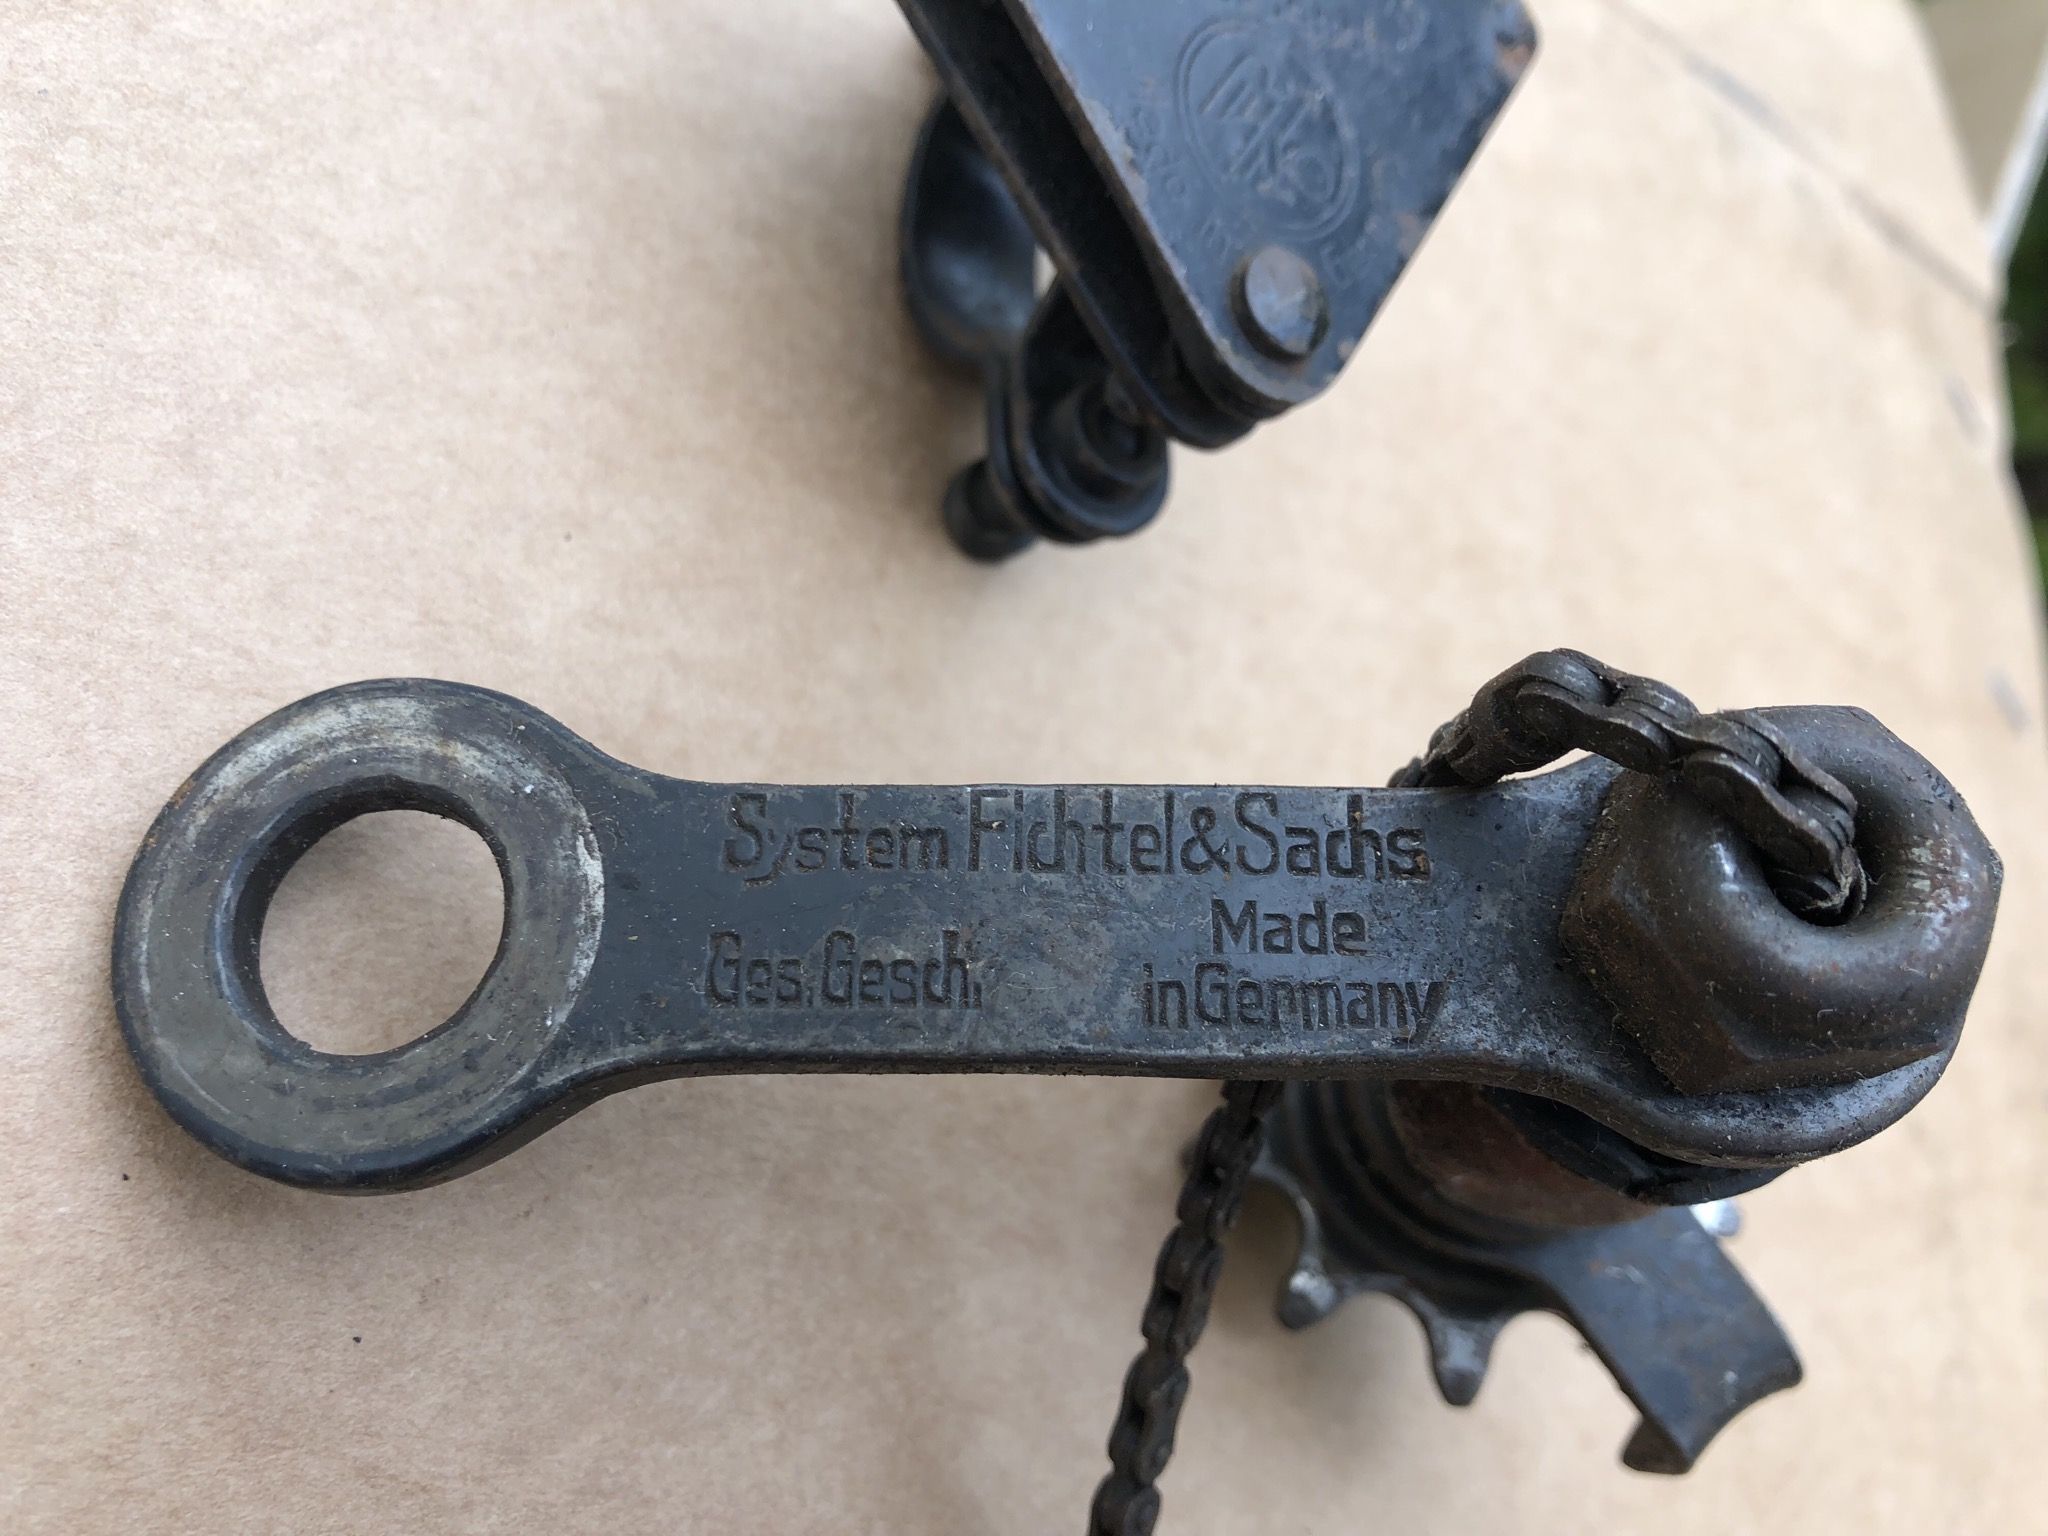 System Fichtel&Sachs
Ges. Gesch.
Made
in Germany